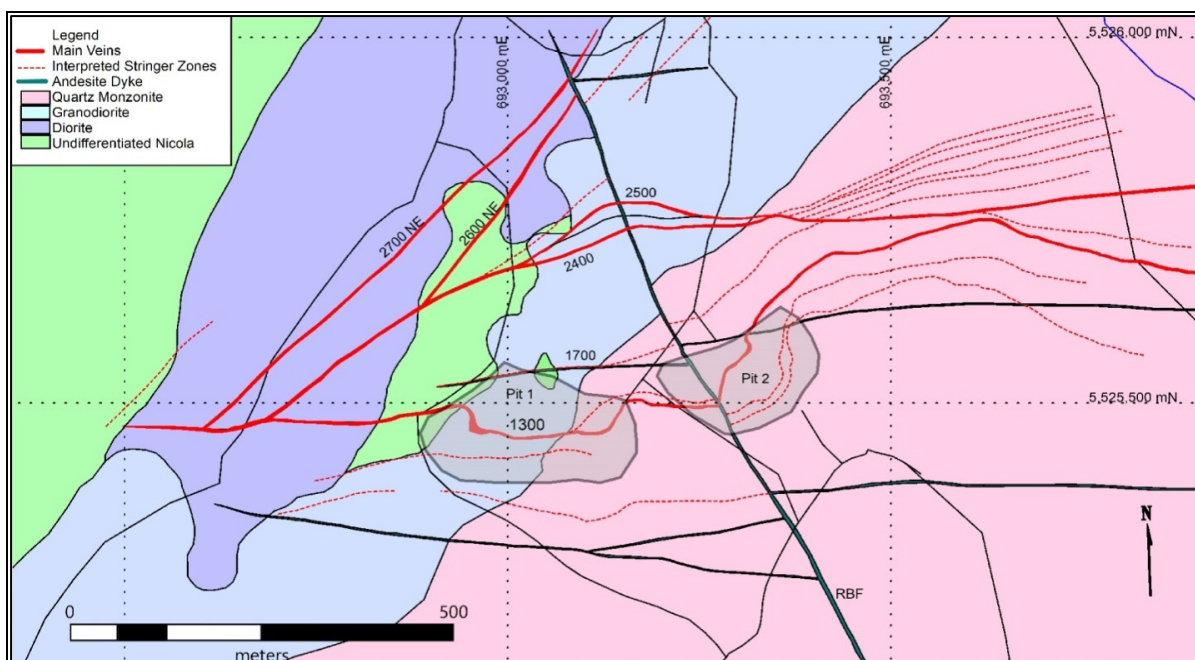 Legend
Main Veins
Interpreted Stringer Zones
Andesite Dyke
Quartz Monzonite
Granodiorite
Diorite
Undifferentiated Nicola
693,000 mE
693,500 mE
5,526,000 mN
2700 NE
2600 NE
2500
2400
1700
Pit 1
Pit 2
5,525,500 mN
1300
N
RBF
0
500
meters